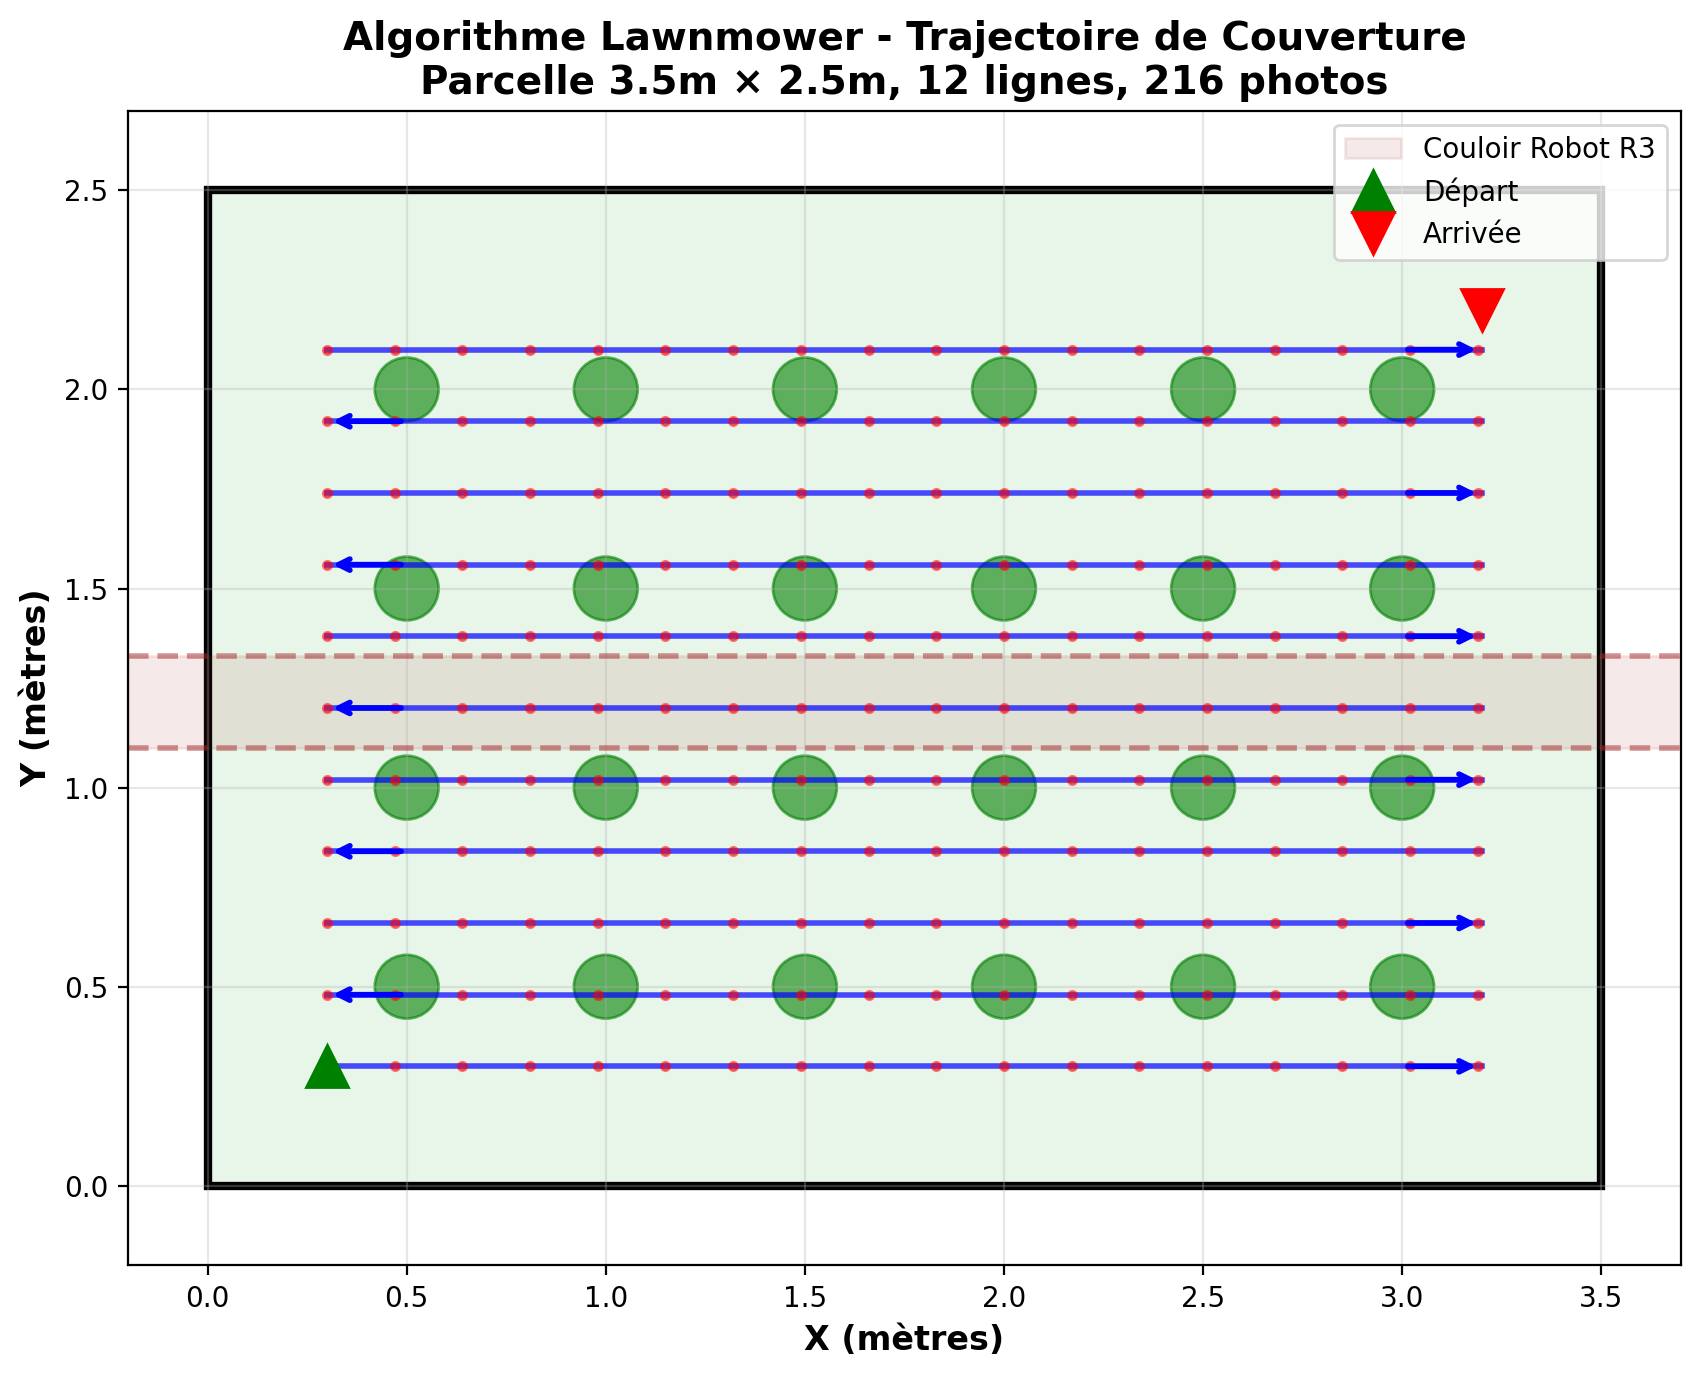 Algorithme Lawnmower - Trajectoire de Couverture
Parcelle 3.5m × 2.5m, 12 lignes, 216 photos
Couloir Robot R3
Départ
Arrivée
2.5
2.0
1.5
1.0
0.5
0.0
Y (mètres)
0.0 0.5 1.0 1.5 2.0 2.5 3.0 3.5
X (mètres)